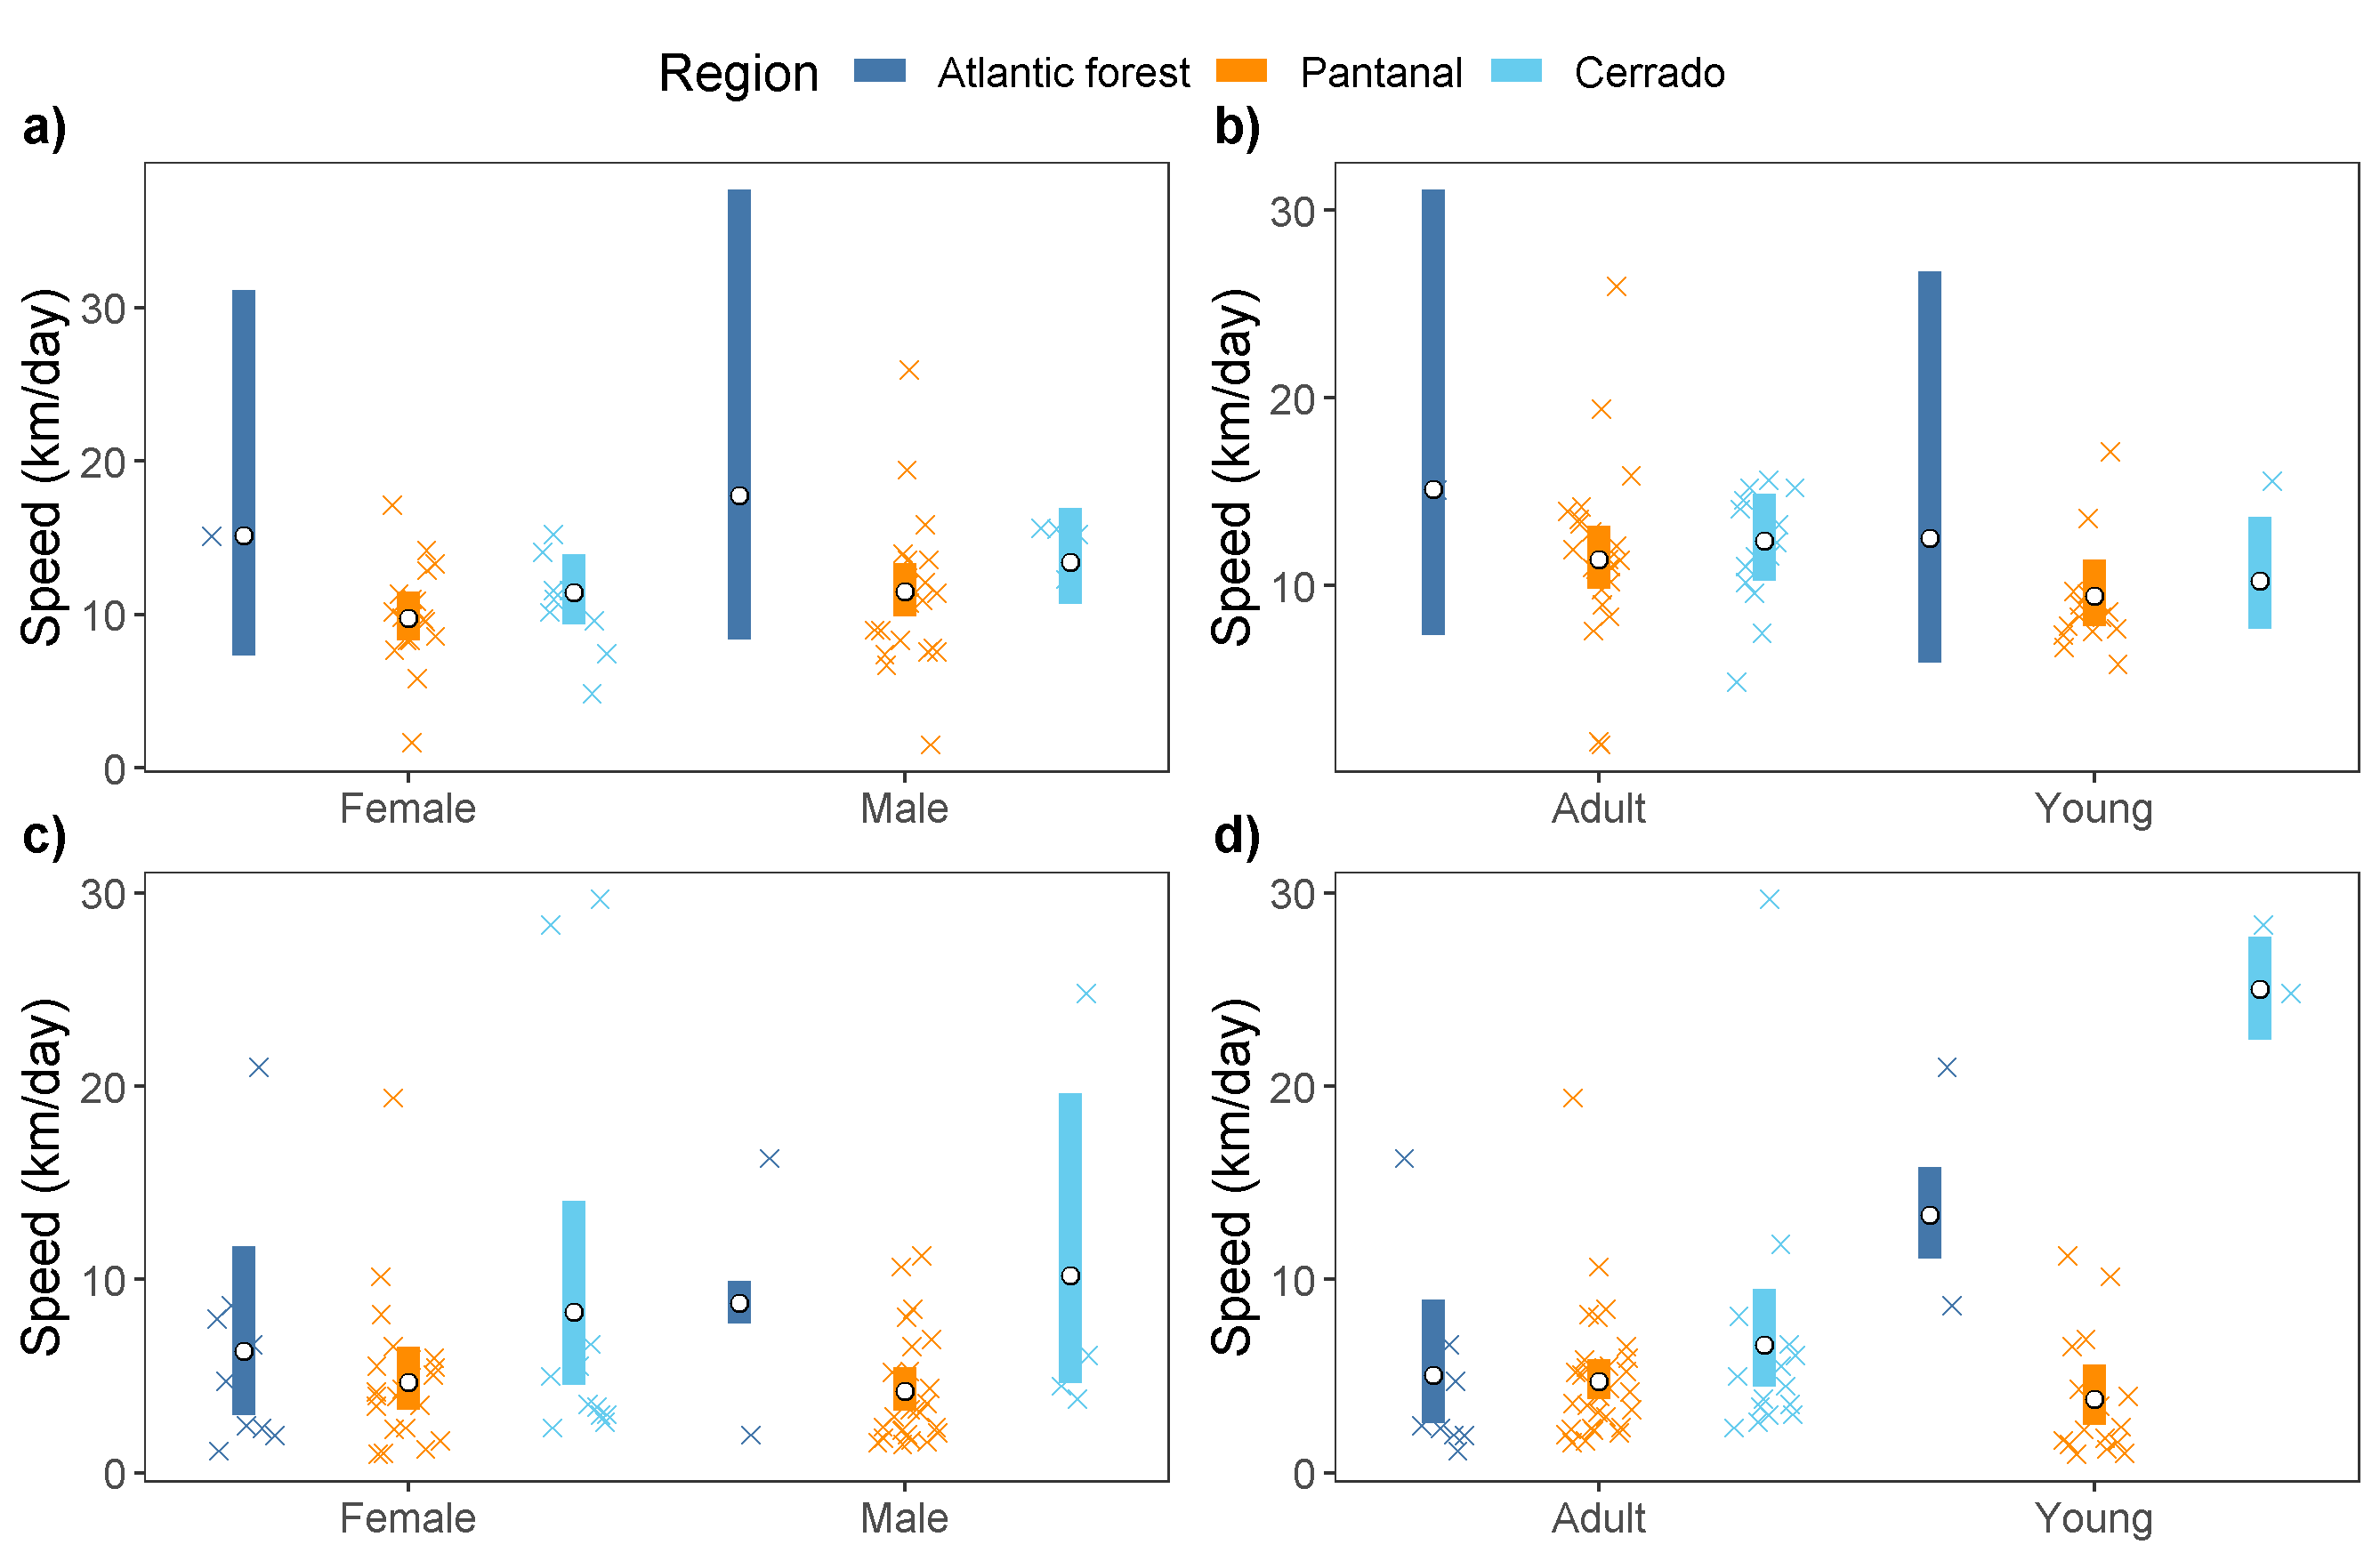 Region Atlantic forest Pantanal Cerrado
a)
Speed (km/day)
30
20
10
0
Female Male
b)
Speed (km/day)
30
20
10
Adult Young
c)
Speed (km/day)
30
20
10
0
Female Male
d)
Speed (km/day)
30
20
10
0
Adult Young